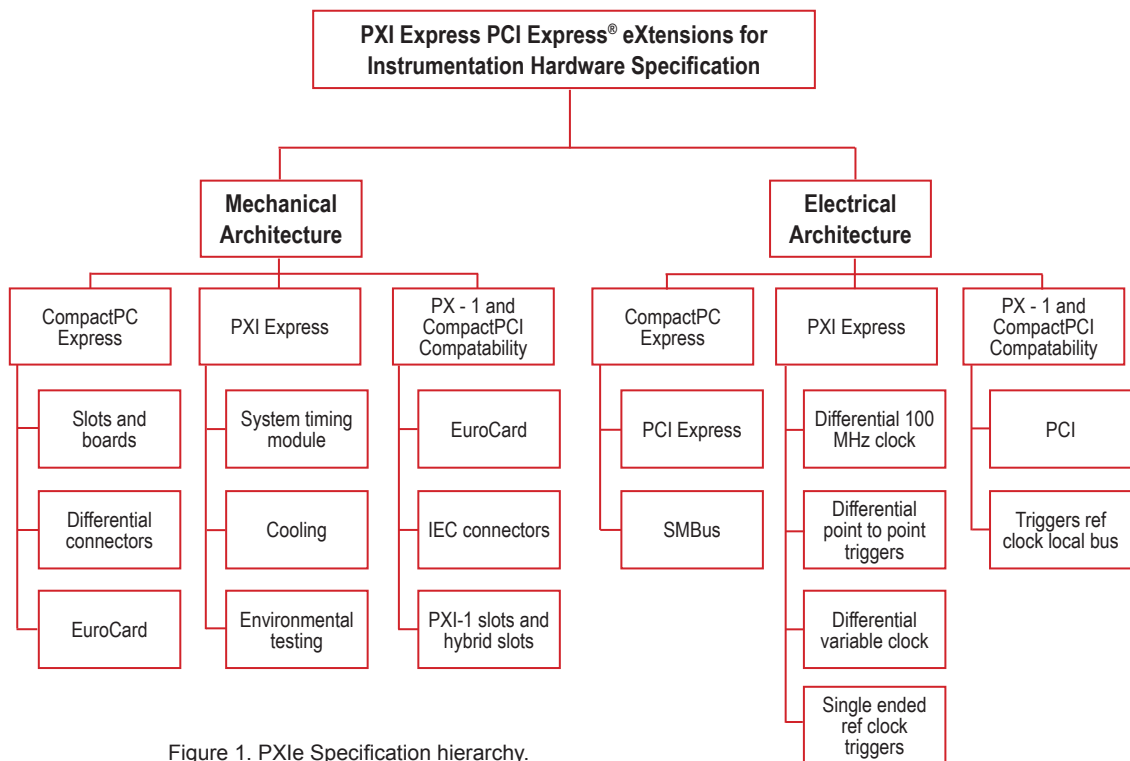 PXI Express PCI Express® eXtensions for
Instrumentation Hardware Specification
Mechanical
Architecture
Electrical
Architecture
CompactPC
Express
PXI Express
PX - 1 and
CompactPCI
Compatability
CompactPC
Express
PXI Express
PX - 1 and
CompactPCI
Compatability
Slots and
boards
System timing
module
EuroCard
PCI Express
Differential 100
MHz clock
PCI
Differential
connectors
Cooling
IEC connectors
SMBus
Differential
point to point
triggers
Triggers ref
clock local bus
EuroCard
Environmental
testing
PXI-1 slots and
hybrid slots
Differential
variable clock
Single ended
ref clock
triggers
Figure 1. PXIe Specification hierarchy.